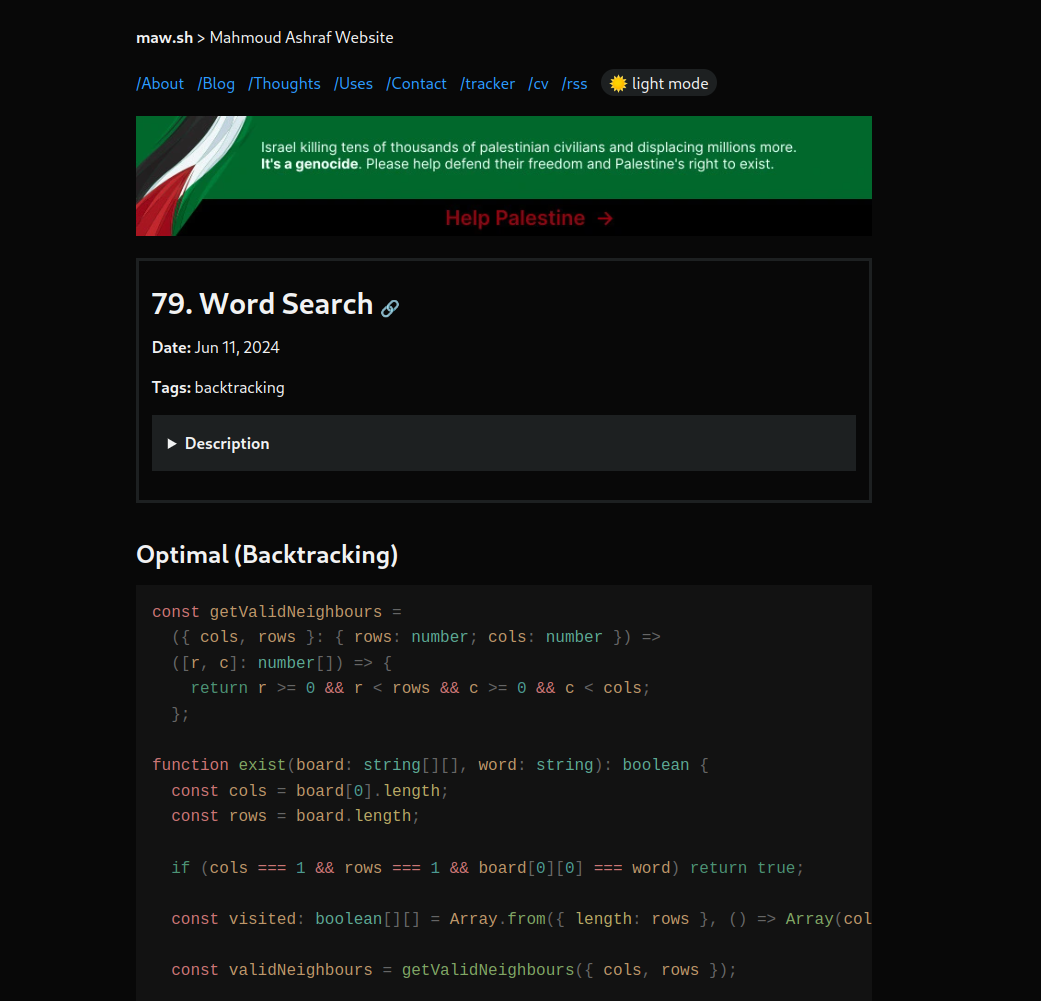 maw.sh > Mahmoud Ashraf Website
/About /Blog /Thoughts /Uses /Contact /tracker /cv /rss 🌟 light mode
Israel killing tens of thousands of palestinian civilians and displacing millions more.
It's a genocide. Please help defend their freedom and Palestine's right to exist.
Help Palestine →
79. Word Search 🔗
Date: Jun 11, 2024
Tags: backtracking
▶ Description
Optimal (Backtracking)
const getValidNeighbours =
  ({ cols, rows }: { rows: number; cols: number }) =>
  ([r, c]: number[]) => {
    return r >= 0 && r < rows && c >= 0 && c < cols;
  };
function exist(board: string[][], word: string): boolean {
  const cols = board[0].length;
  const rows = board.length;
  if (cols === 1 && rows === 1 && board[0][0] === word) return true;
  const visited: boolean[][] = Array.from({ length: rows }, () => Array(col
  const validNeighbours = getValidNeighbours({ cols, rows });